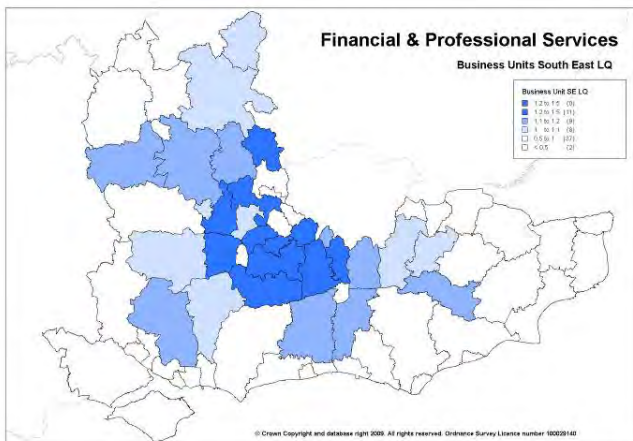 Financial & Professional Services
Business Units South East LQ
Business Unit SE LQ
1.2 to 1.5 (11)
1.1 to 1.2 (9)
1 to 1.1 (9)
0.5 to 1 (37)
< 0.5 (2)
© Crown Copyright and database right 2009. All rights reserved. Ordnance Survey Licence number 100029140